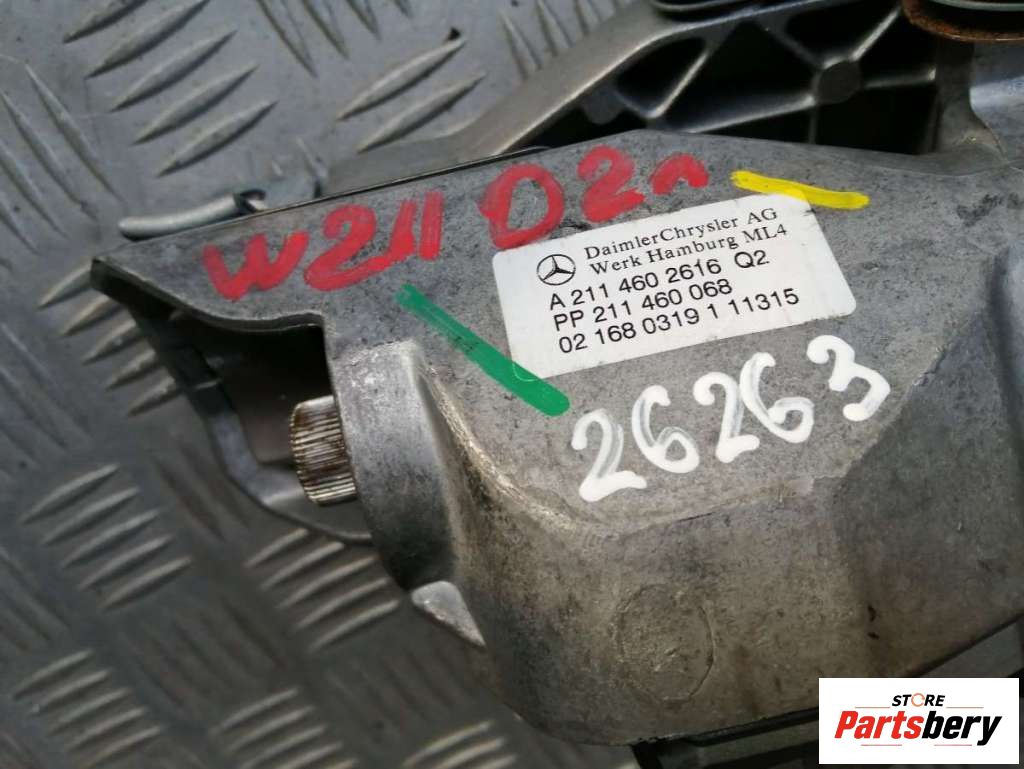 W211 02л
DaimlerChrysler AG
Werk Hamburg ML4
A 211 460 2616 Q2
PP 211 460 068
02 168 0319 1 11315
26263
STORE
Partsbery